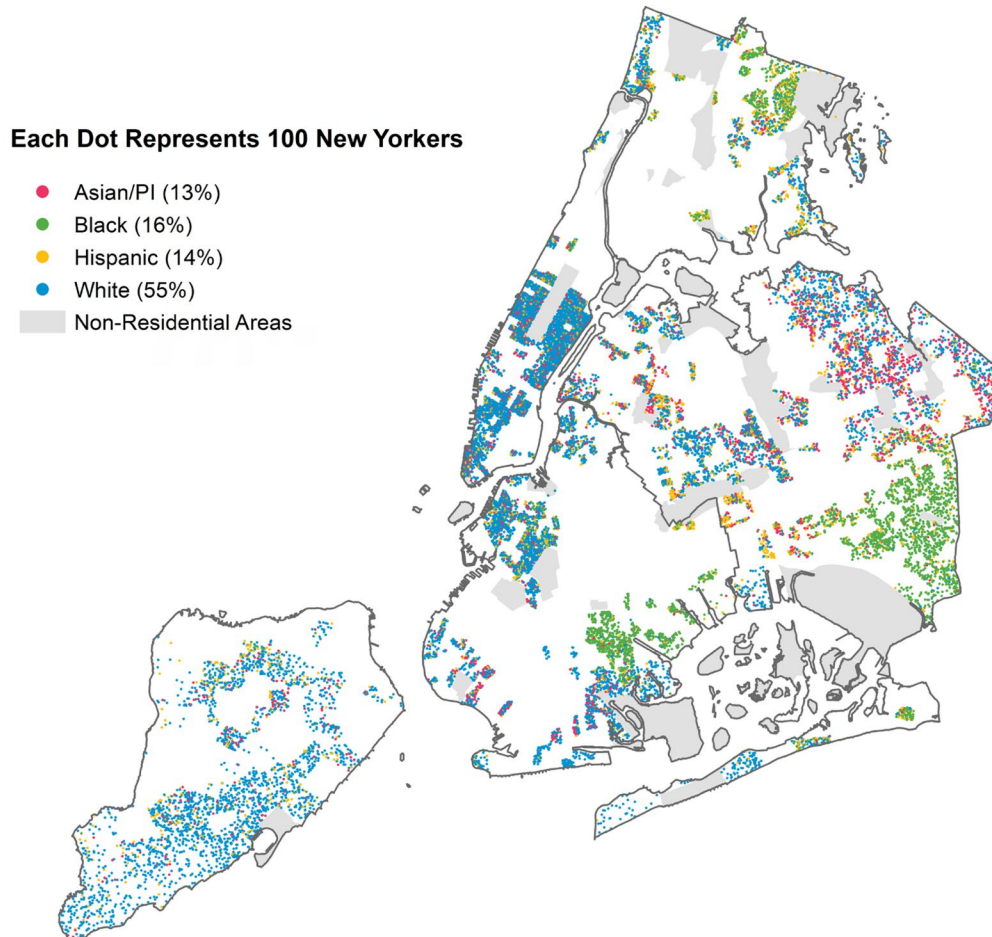 Each Dot Represents 100 New Yorkers
Asian/PI (13%)
Black (16%)
Hispanic (14%)
White (55%)
Non-Residential Areas